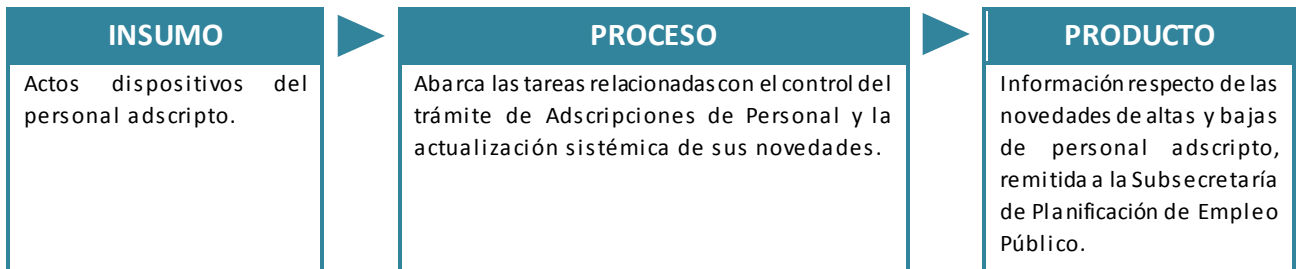 INSUMO
Actos dispositivos del
personal adscripto.
PROCESO
Abarca las tareas relacionadas con el control del
trámite de Adscripciones de Personal y la
actualización sistémica de sus novedades.
PRODUCTO
Información respecto de las
novedades de altas y bajas
de personal adscripto,
remitida a la Subsecretaría
de Planificación de Empleo
Público.